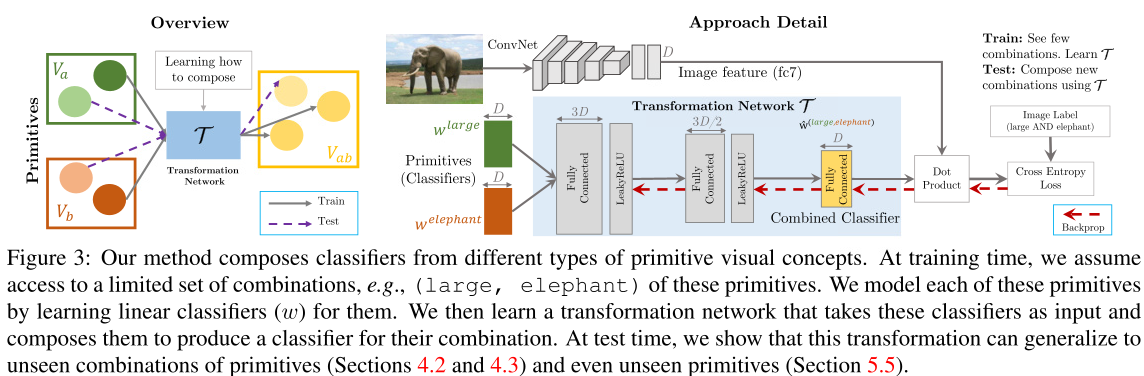 Overview
Approach Detail
Primitives
V_a
V_b
Learning how
to compose
𝒯
Transformation
Network
V_ab
Train
Test
ConvNet
D
Image feature (fc7)
Train: See few
combinations. Learn 𝒯
Test: Compose new
combinations using 𝒯
Transformation Network 𝒯
w^large
D
Primitives
(Classifiers)
D
w^elephant
3D
Fully
Connected
LeakyReLU
3D/2
Fully
Connected
LeakyReLU
ŵ^(large,elephant)
D
Fully
Connected
Combined Classifier
Dot
Product
Image Label
(large AND elephant)
Cross Entropy
Loss
Backprop
Figure 3: Our method composes classifiers from different types of primitive visual concepts. At training time, we assume
access to a limited set of combinations, e.g., (large, elephant) of these primitives. We model each of these primitives
by learning linear classifiers (w) for them. We then learn a transformation network that takes these classifiers as input and
composes them to produce a classifier for their combination. At test time, we show that this transformation can generalize to
unseen combinations of primitives (Sections 4.2 and 4.3) and even unseen primitives (Section 5.5).